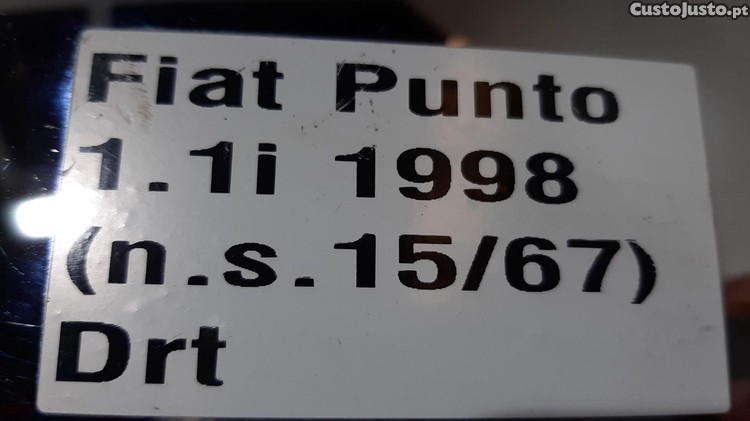 CustoJusto.pt
Fiat Punto
1.1i 1998
(n.s.15/67)
Drt